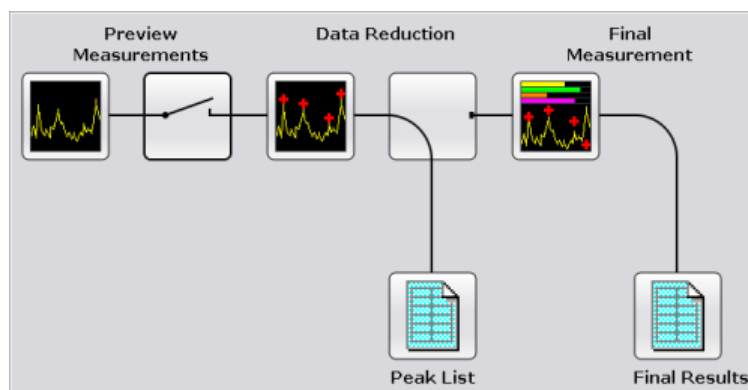 Preview
Measurements
Data Reduction
Final
Measurement
Peak List
Final Results